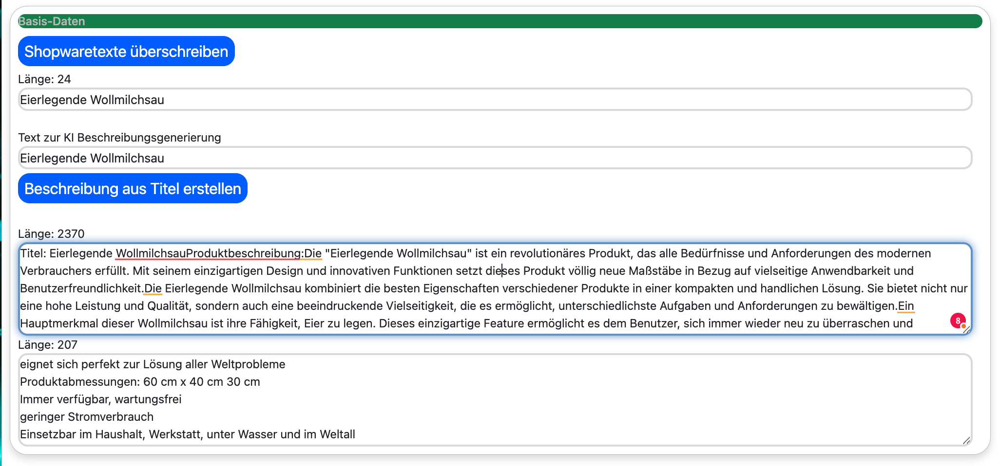 Basis-Daten
Shopwaretexte überschreiben
Länge: 24
Eierlegende Wollmilchsau
Text zur KI Beschreibungsgenerierung
Eierlegende Wollmilchsau
Beschreibung aus Titel erstellen
Länge: 2370
Titel: Eierlegende WollmilchsauProduktbeschreibung:Die "Eierlegende Wollmilchsau" ist ein revolutionäres Produkt, das alle Bedürfnisse und Anforderungen des modernen
Verbrauchers erfüllt. Mit seinem einzigartigen Design und innovativen Funktionen setzt dieses Produkt völlig neue Maßstäbe in Bezug auf vielseitige Anwendbarkeit und
Benutzerfreundlichkeit.Die Eierlegende Wollmilchsau kombiniert die besten Eigenschaften verschiedener Produkte in einer kompakten und handlichen Lösung. Sie bietet nicht nur
eine hohe Leistung und Qualität, sondern auch eine beeindruckende Vielseitigkeit, die es ermöglicht, unterschiedlichste Aufgaben und Anforderungen zu bewältigen.Ein
Hauptmerkmal dieser Wollmilchsau ist ihre Fähigkeit, Eier zu legen. Dieses einzigartige Feature ermöglicht es dem Benutzer, sich immer wieder neu zu überraschen und
8
Länge: 207
eignet sich perfekt zur Lösung aller Weltprobleme
Produktabmessungen: 60 cm x 40 cm 30 cm
Immer verfügbar, wartungsfrei
geringer Stromverbrauch
Einsetzbar im Haushalt, Werkstatt, unter Wasser und im Weltall